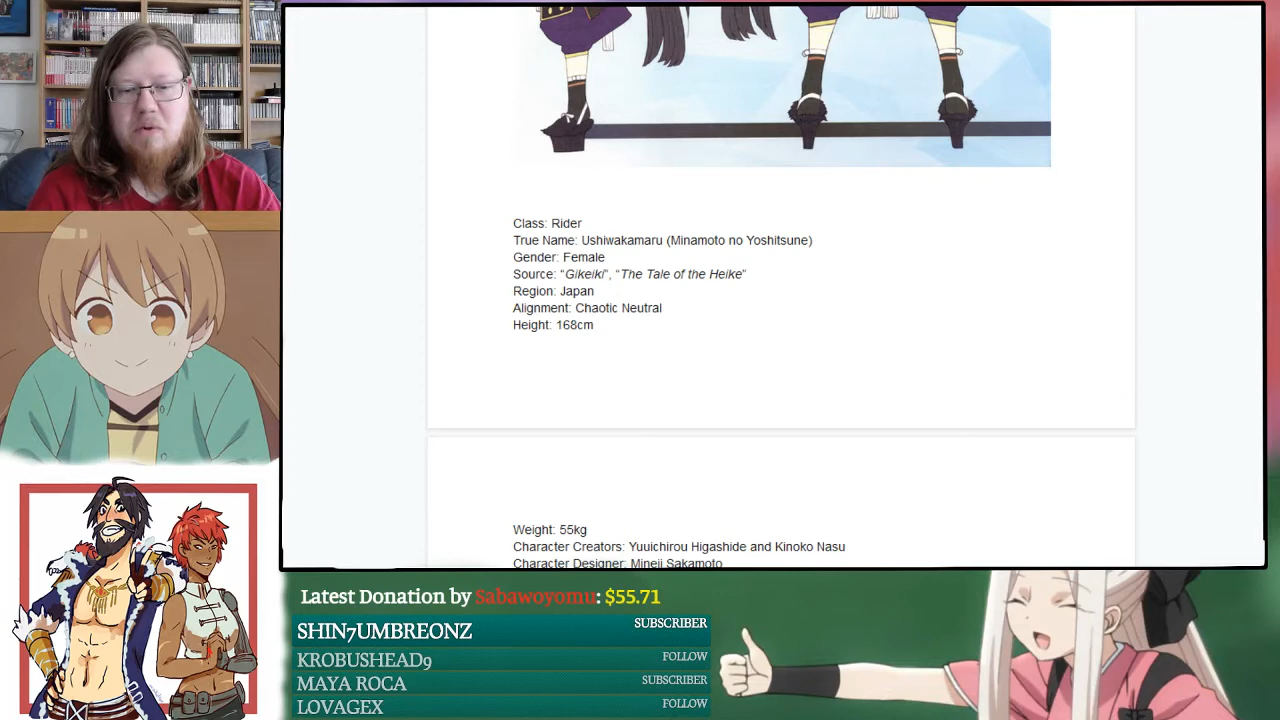 Class: Rider
True Name: Ushiwakamaru (Minamoto no Yoshitsune)
Gender: Female
Source: “Gikeiki”, “The Tale of the Heike”
Region: Japan
Alignment: Chaotic Neutral
Height: 168cm
Weight: 55kg
Character Creators: Yuuichirou Higashide and Kinoko Nasu
Character Designer: Mineji Sakamoto
Latest Donation by Sabawoyomu: $55.71
SHIN7UMBREONZ SUBSCRIBER
KROBUSHEAD9 FOLLOW
MAYA ROCA SUBSCRIBER
LOVAGEX FOLLOW